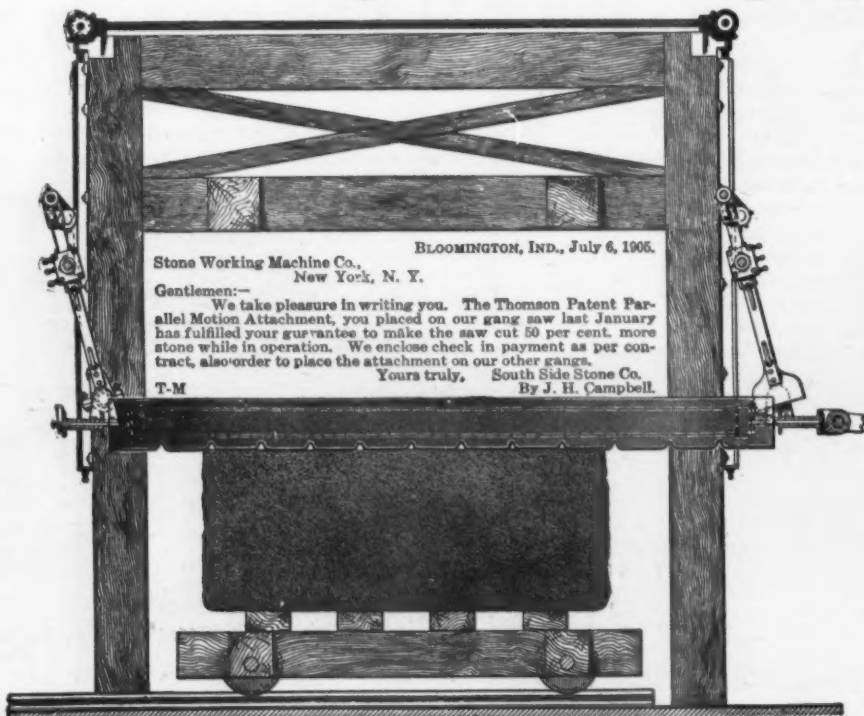 BLOOMINGTON, IND., July 6, 1905.
Stone Working Machine Co.,
New York, N. Y.
Gentlemen:—
We take pleasure in writing you. The Thomson Patent Par-
allel Motion Attachment, you placed on our gang saw last January
has fulfilled your guarantee to make the saw cut 50 per cent. more
stone while in operation. We enclose check in payment as per con-
tract, also order to place the attachment on our other gangs.
Yours truly, South Side Stone Co.
T-M By J. H. Campbell.